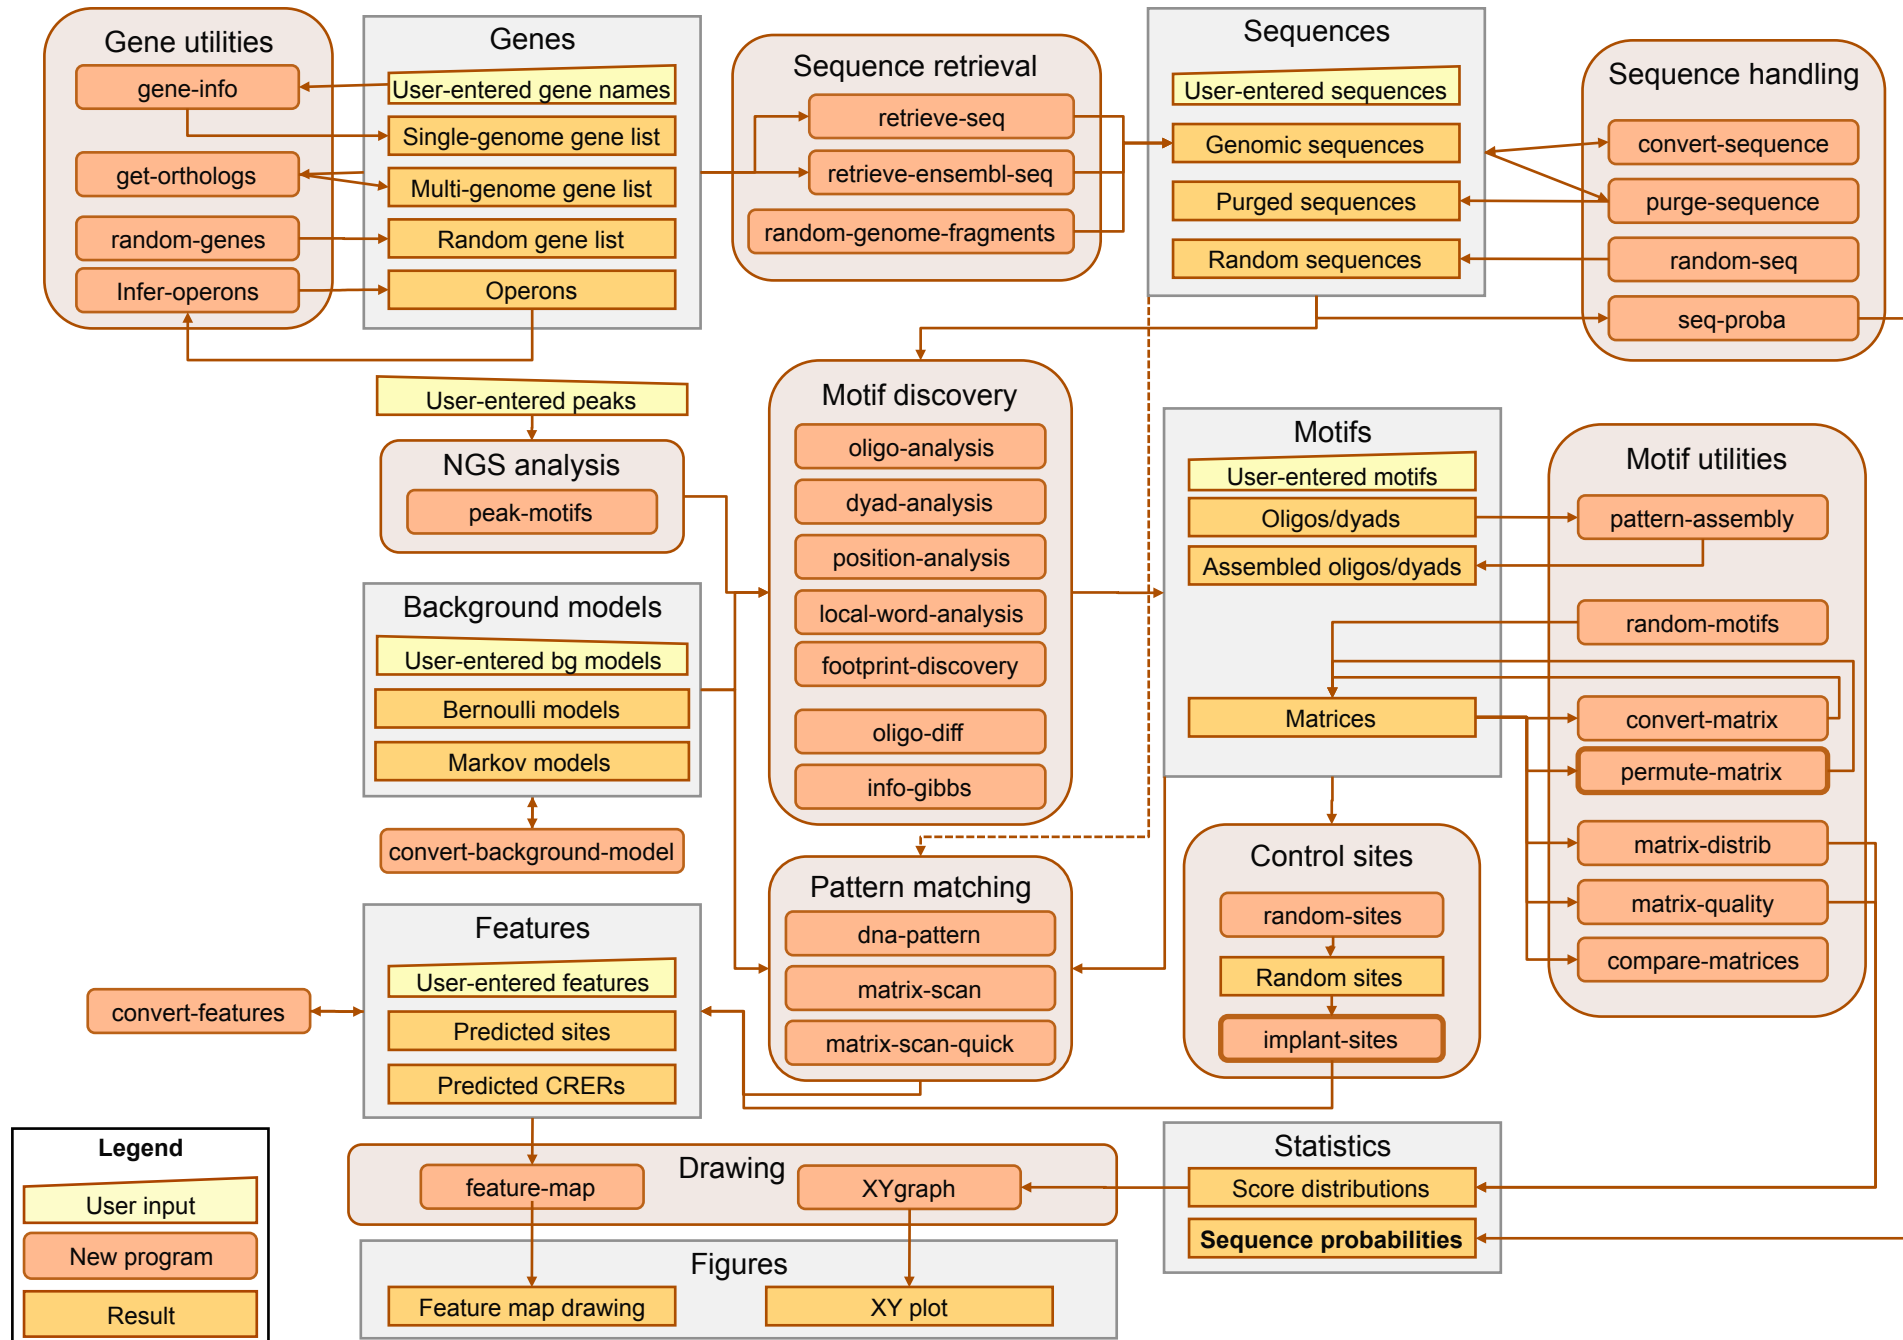 Gene utilities
gene-info
get-orthologs
random-genes
Infer-operons
Genes
User-entered gene names
Single-genome gene list
Multi-genome gene list
Random gene list
Operons
Sequence retrieval
retrieve-seq
retrieve-ensembl-seq
random-genome-fragments
Sequences
User-entered sequences
Genomic sequences
Purged sequences
Random sequences
Sequence handling
convert-sequence
purge-sequence
random-seq
seq-proba
User-entered peaks
NGS analysis
peak-motifs
Background models
User-entered bg models
Bernoulli models
Markov models
convert-background-model
Motif discovery
oligo-analysis
dyad-analysis
position-analysis
local-word-analysis
footprint-discovery
oligo-diff
info-gibbs
Motifs
User-entered motifs
Oligos/dyads
Assembled oligos/dyads
Matrices
Motif utilities
pattern-assembly
random-motifs
convert-matrix
permute-matrix
matrix-distrib
matrix-quality
compare-matrices
Pattern matching
dna-pattern
matrix-scan
matrix-scan-quick
Control sites
random-sites
Random sites
implant-sites
Features
User-entered features
Predicted sites
Predicted CRERs
convert-features
Drawing
feature-map
XYgraph
Statistics
Score distributions
Sequence probabilities
Figures
Feature map drawing
XY plot
Legend
User input
New program
Result